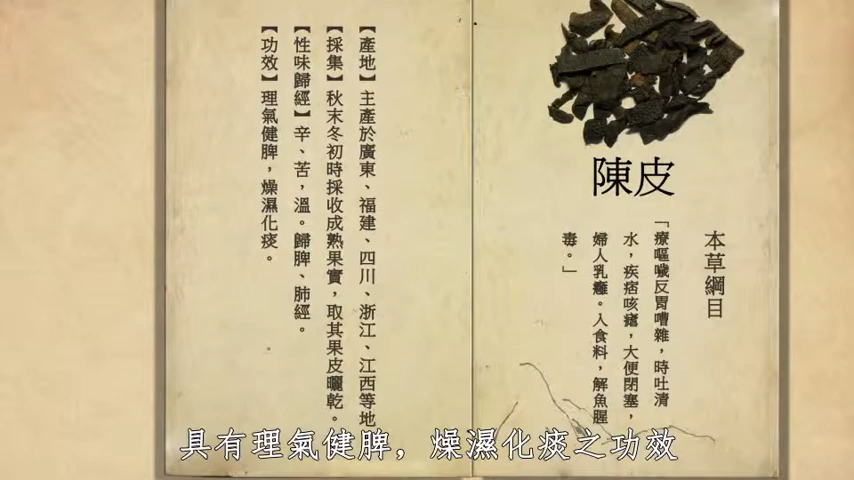 陳皮
本草綱目
「療嘔噦反胃嘈雜，時吐清
水，痰痞咳瘧，大便閉塞，
婦人乳癰。入食料，解魚腥
毒。」
【產地】主產於廣東、福建、四川、浙江、江西等地
【採集】秋末冬初時採收成熟果實，取其果皮曬乾。
【性味歸經】辛、苦，溫。歸脾、肺經。
【功效】理氣健脾，燥濕化痰。
具有理氣健脾，燥濕化痰之功效